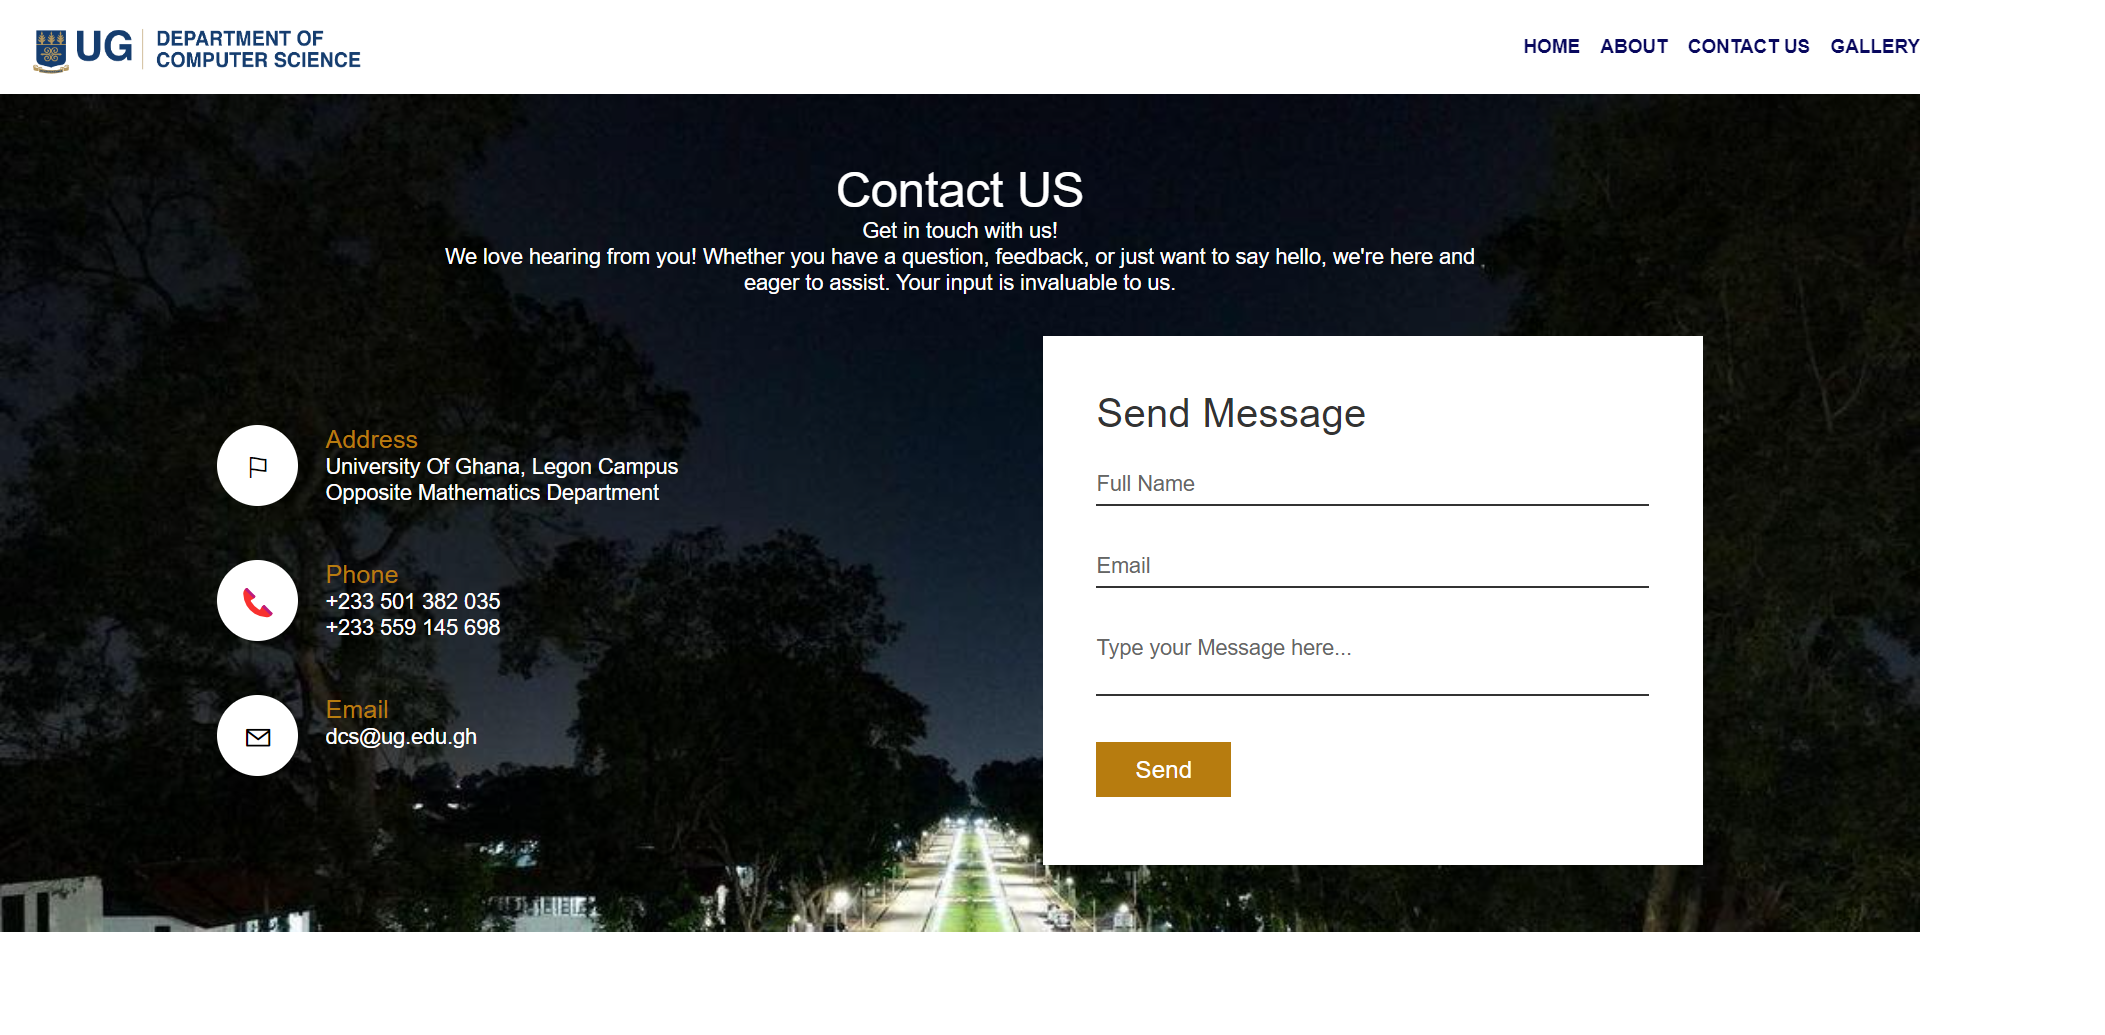 UG DEPARTMENT OF
COMPUTER SCIENCE
HOME ABOUT CONTACT US GALLERY
Contact US
Get in touch with us!
We love hearing from you! Whether you have a question, feedback, or just want to say hello, we're here and
eager to assist. Your input is invaluable to us.
Address
University Of Ghana, Legon Campus
Opposite Mathematics Department
Phone
+233 501 382 035
+233 559 145 698
Email
dcs@ug.edu.gh
Send Message
Full Name
Email
Type your Message here...
Send